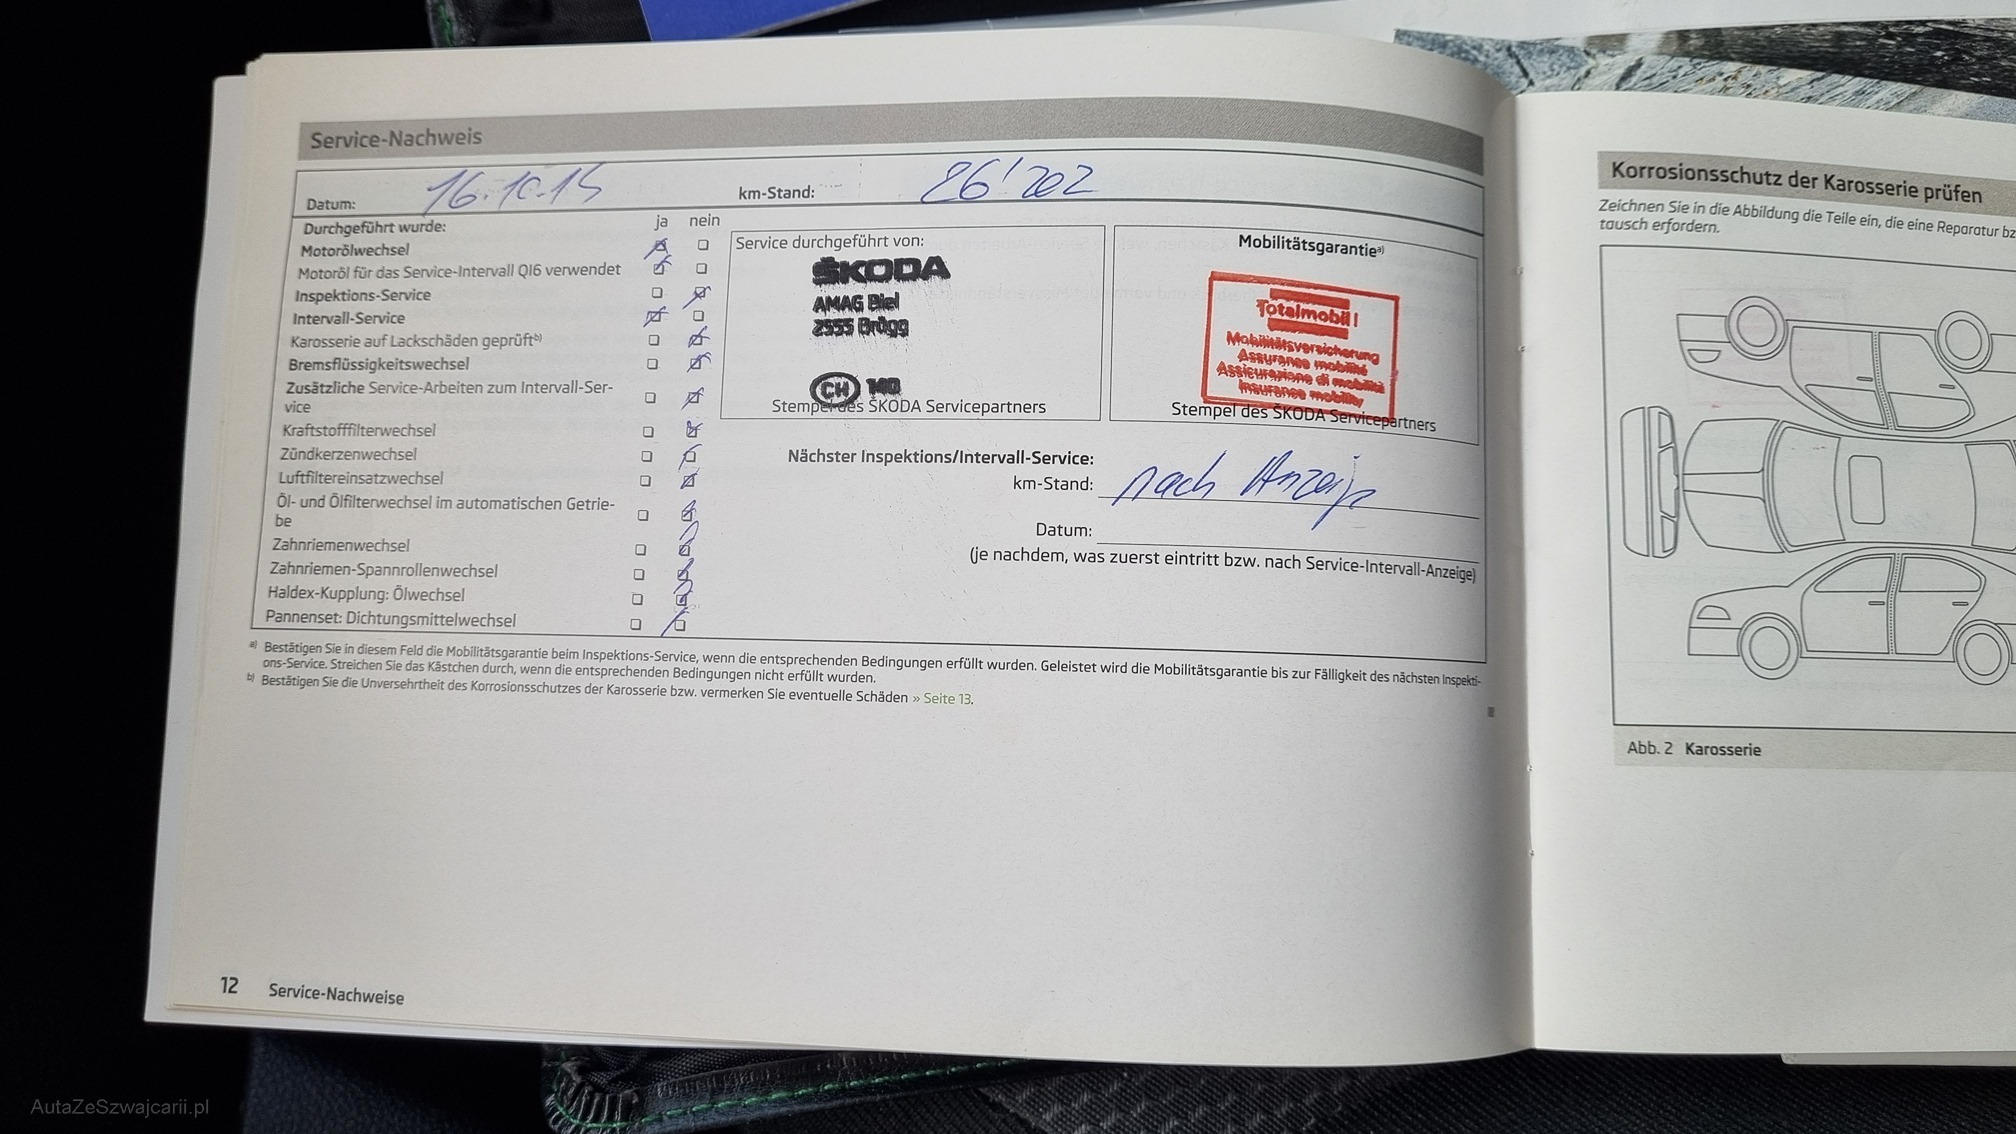 Service-Nachweis
Datum: 16.10.15 km-Stand: 26'202
Durchgeführt wurde: ja nein
Motorölwechsel
Motoröl für das Service-Intervall QI6 verwendet
Inspektions-Service
Intervall-Service
Karosserie auf Lackschäden geprüft b)
Bremsflüssigkeitswechsel
Zusätzliche Service-Arbeiten zum Intervall-Ser-
vice
Kraftstofffilterwechsel
Zündkerzenwechsel
Luftfiltereinsatzwechsel
Öl- und Ölfilterwechsel im automatischen Getrie-
be
Zahnriemenwechsel
Zahnriemen-Spannrollenwechsel
Haldex-Kupplung: Ölwechsel
Pannenset: Dichtungsmittelwechsel
Service durchgeführt von:
ŠKODA
AMAG Biel
2555 Brügg
CH 140
Stempel des ŠKODA Servicepartners
Mobilitätsgarantie a)
Totalmobil!
Mobilitätsversicherung
Assurance mobilité
Assicurazione di mobilità
Insurance mobility
Stempel des ŠKODA Servicepartners
Nächster Inspektions/Intervall-Service:
km-Stand: nach Anzeige
Datum:
(je nachdem, was zuerst eintritt bzw. nach Service-Intervall-Anzeige)
a) Bestätigen Sie in diesem Feld die Mobilitätsgarantie beim Inspektions-Service, wenn die entsprechenden Bedingungen erfüllt wurden. Geleistet wird die Mobilitätsgarantie bis zur Fälligkeit des nächsten Inspekti-
ons-Service. Streichen Sie das Kästchen durch, wenn die entsprechenden Bedingungen nicht erfüllt wurden.
b) Bestätigen Sie die Unversehrtheit des Korrosionsschutzes der Karosserie bzw. vermerken Sie eventuelle Schäden » Seite 13.
12 Service-Nachweise
Korrosionsschutz der Karosserie prüfen
Zeichnen Sie in die Abbildung die Teile ein, die eine Reparatur bz
tausch erfordern.
Abb. 2 Karosserie
AutaZeSzwajcarii.pl